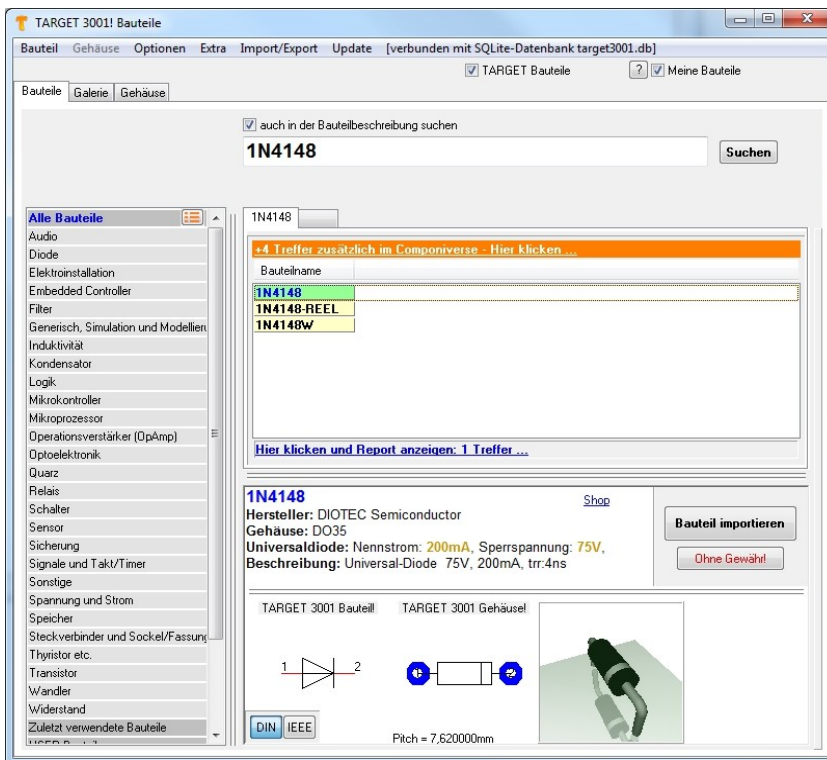 TARGET 3001! Bauteile
Bauteil Gehäuse Optionen Extra Import/Export Update [verbunden mit SQLite-Datenbank target3001.db]
TARGET Bauteile ? Meine Bauteile
Bauteile Galerie Gehäuse
auch in der Bauteilbeschreibung suchen
1N4148 Suchen
Alle Bauteile
Audio
Diode
Elektroinstallation
Embedded Controller
Filter
Generisch, Simulation und Modellieru
Induktivität
Kondensator
Logik
Mikrokontroller
Mikroprozessor
Operationsverstärker (OpAmp)
Optoelektronik
Quarz
Relais
Schalter
Sensor
Sicherung
Signale und Takt/Timer
Sonstige
Spannung und Strom
Speicher
Steckverbinder und Sockel/Fassung
Thyristor etc.
Transistor
Wandler
Widerstand
Zuletzt verwendete Bauteile
1N4148
+4 Treffer zusätzlich im Componiverse - Hier klicken ...
Bauteilname
1N4148
1N4148-REEL
1N4148W
Hier klicken und Report anzeigen: 1 Treffer ...
1N4148 Shop
Hersteller: DIOTEC Semiconductor
Gehäuse: DO35
Universaldiode: Nennstrom: 200mA, Sperrspannung: 75V,
Beschreibung: Universal-Diode 75V, 200mA, trr:4ns
Bauteil importieren
Ohne Gewähr!
TARGET 3001 Bauteil! TARGET 3001 Gehäuse!
1 2
DIN IEEE
Pitch = 7,620000mm